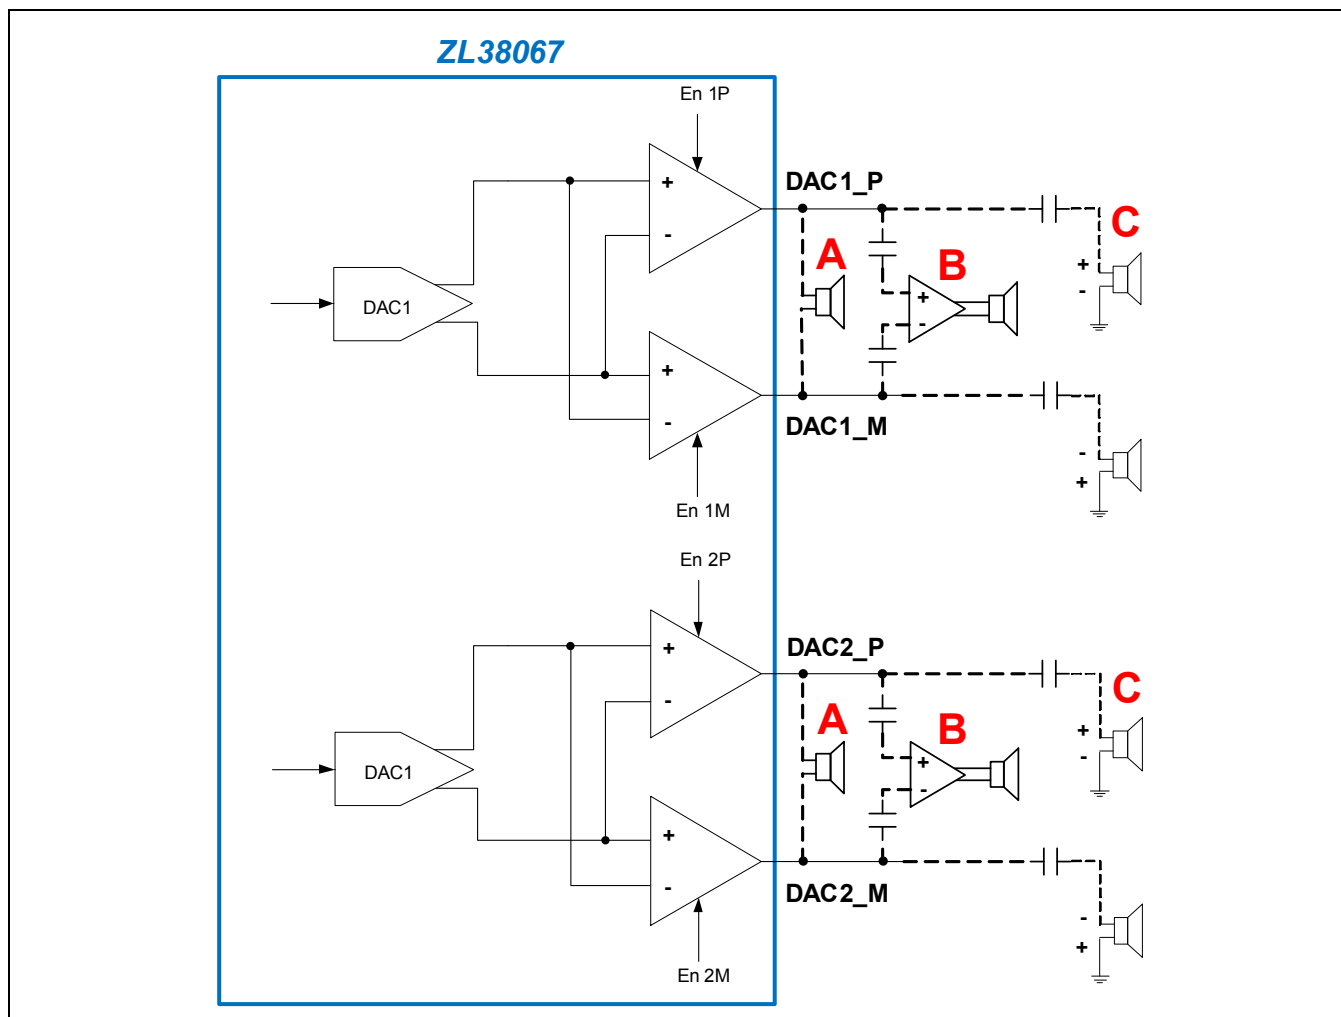 ZL38067
En 1P
DAC1_P
+
C
A
-
B
+
-
DAC1
+
-
+
-
-
DAC1_M
+
En 1M
En 2P
DAC2_P
+
C
A
-
B
+
-
DAC1
+
-
+
-
DAC2_M
-
+
En 2M